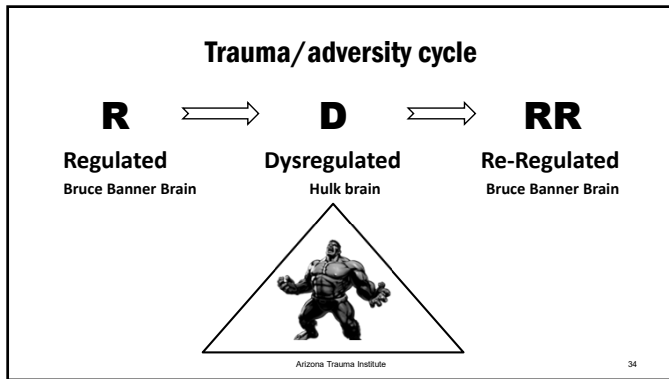 Trauma/adversity cycle
R D RR
Regulated Dysregulated Re-Regulated
Bruce Banner Brain Hulk brain Bruce Banner Brain
Arizona Trauma Institute 34